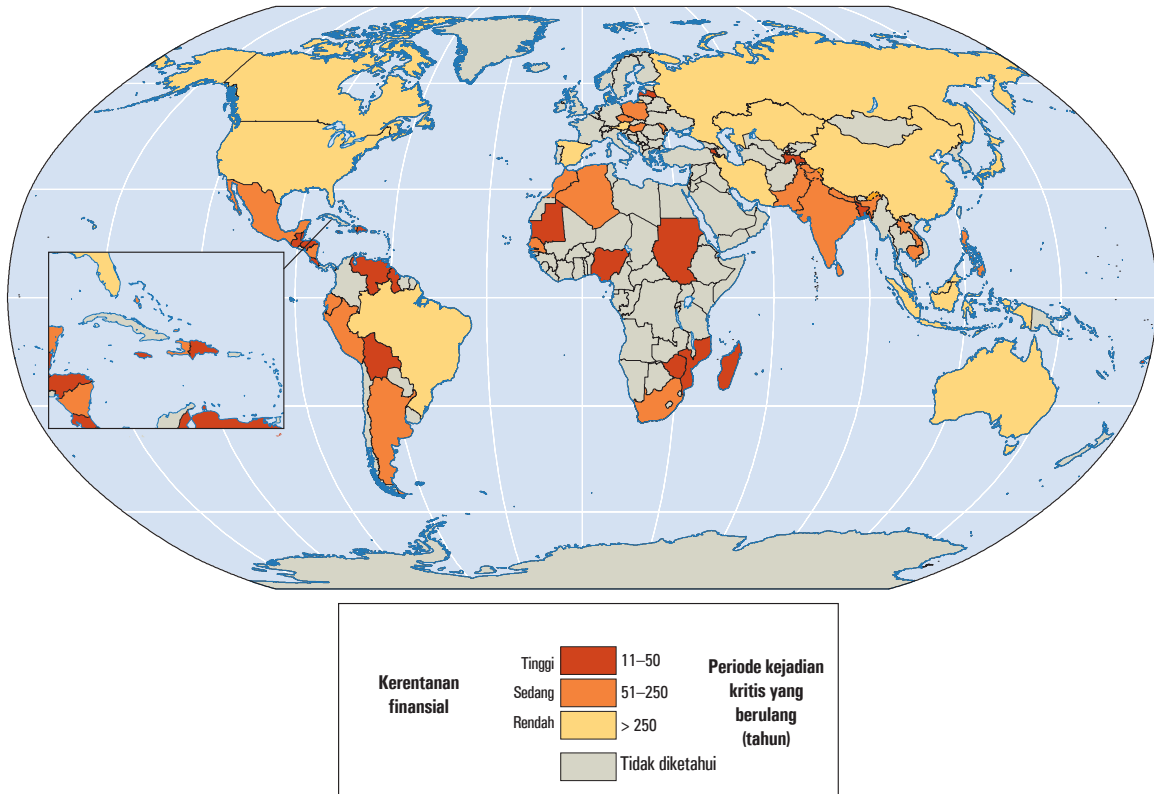 Kerentanan
finansial
Tinggi 11–50
Sedang 51–250
Rendah > 250
Tidak diketahui
Periode kejadian
kritis yang
berulang
(tahun)